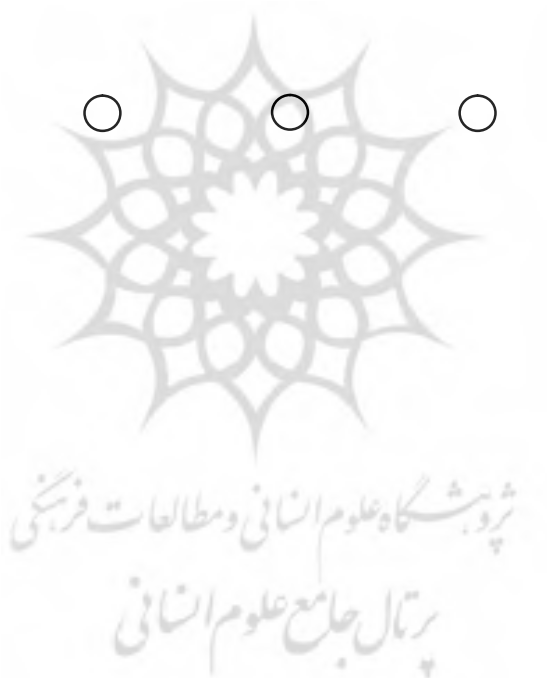 پژوهشگاه علوم انسانی و مطالعات فرهنگی
پرتال جامع علوم انسانی